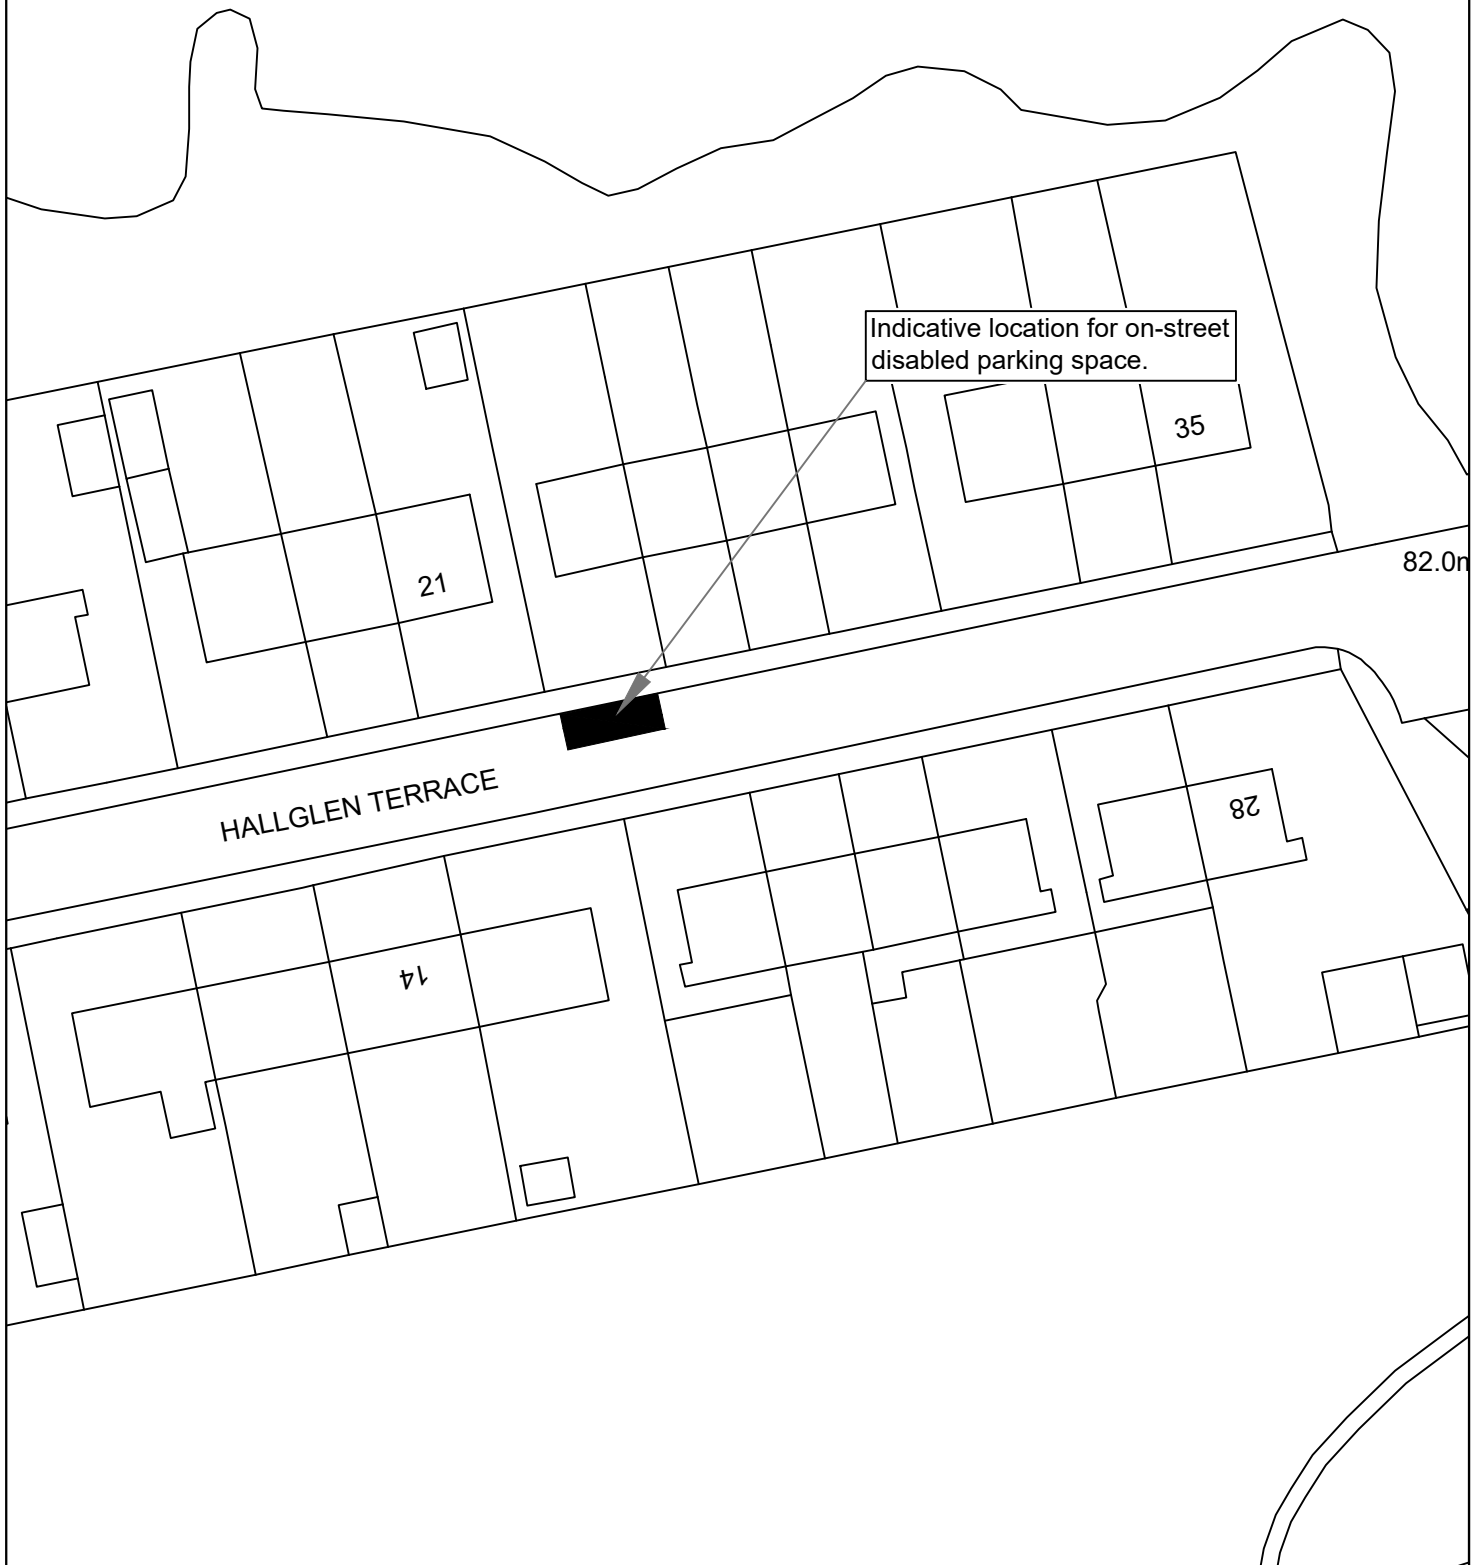 Indicative location for on-street
disabled parking space.
35
82.0m
21
HALLGLEN TERRACE
28
14